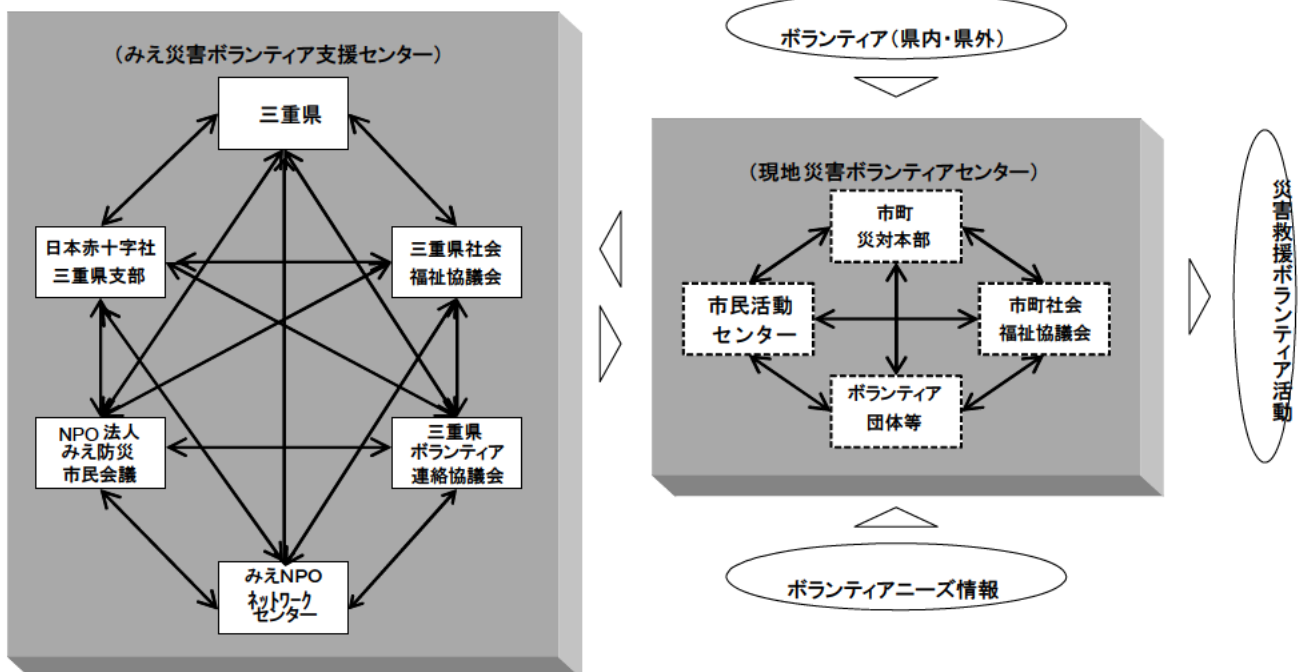 （みえ災害ボランティア支援センター）
三重県
日本赤十字社
三重県支部
三重県社会
福祉協議会
NPO法人
みえ防災
市民会議
三重県
ボランティア
連絡協議会
みえNPO
ネットワーク
センター
ボランティア（県内・県外）
（現地災害ボランティアセンター）
市町
災対本部
市民活動
センター
市町社会
福祉協議会
ボランティア
団体等
ボランティアニーズ情報
災害救援ボランティア活動